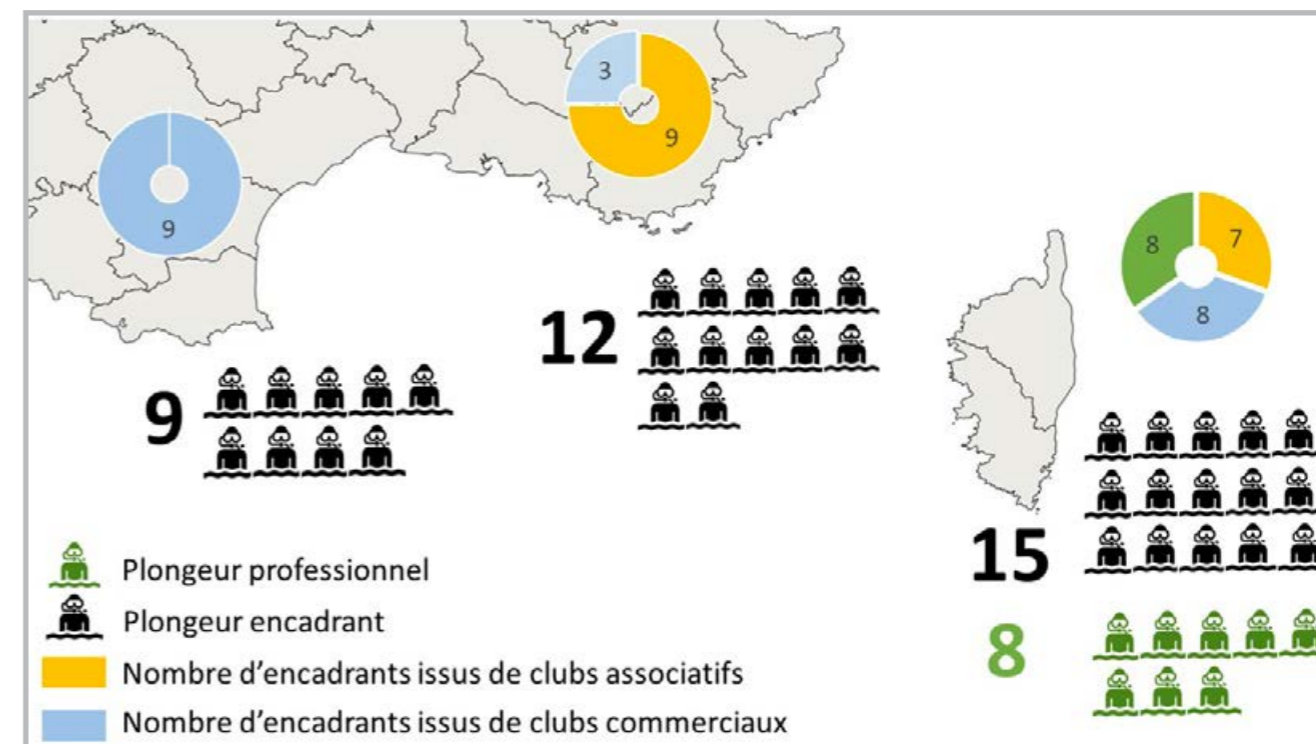 3
9
9
8
7
8
12
9
15
8
Plongeur professionnel
Plongeur encadrant
Nombre d'encadrants issus de clubs associatifs
Nombre d'encadrants issus de clubs commerciaux